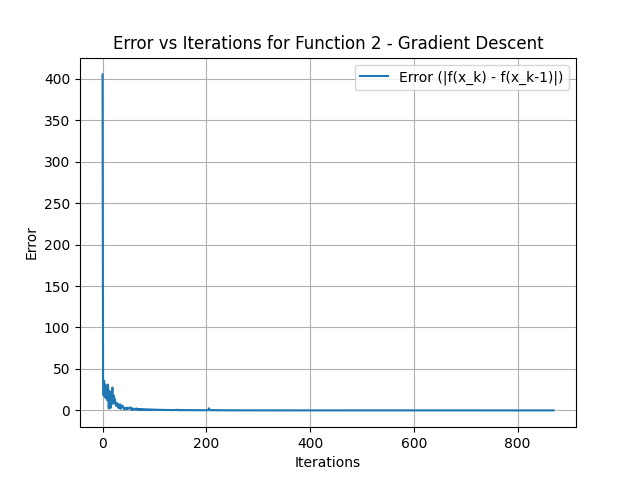 Error vs Iterations for Function 2 - Gradient Descent
Error (|f(x_k) - f(x_k-1)|)
400
350
300
250
200
150
100
50
0
Error
0 200 400 600 800
Iterations